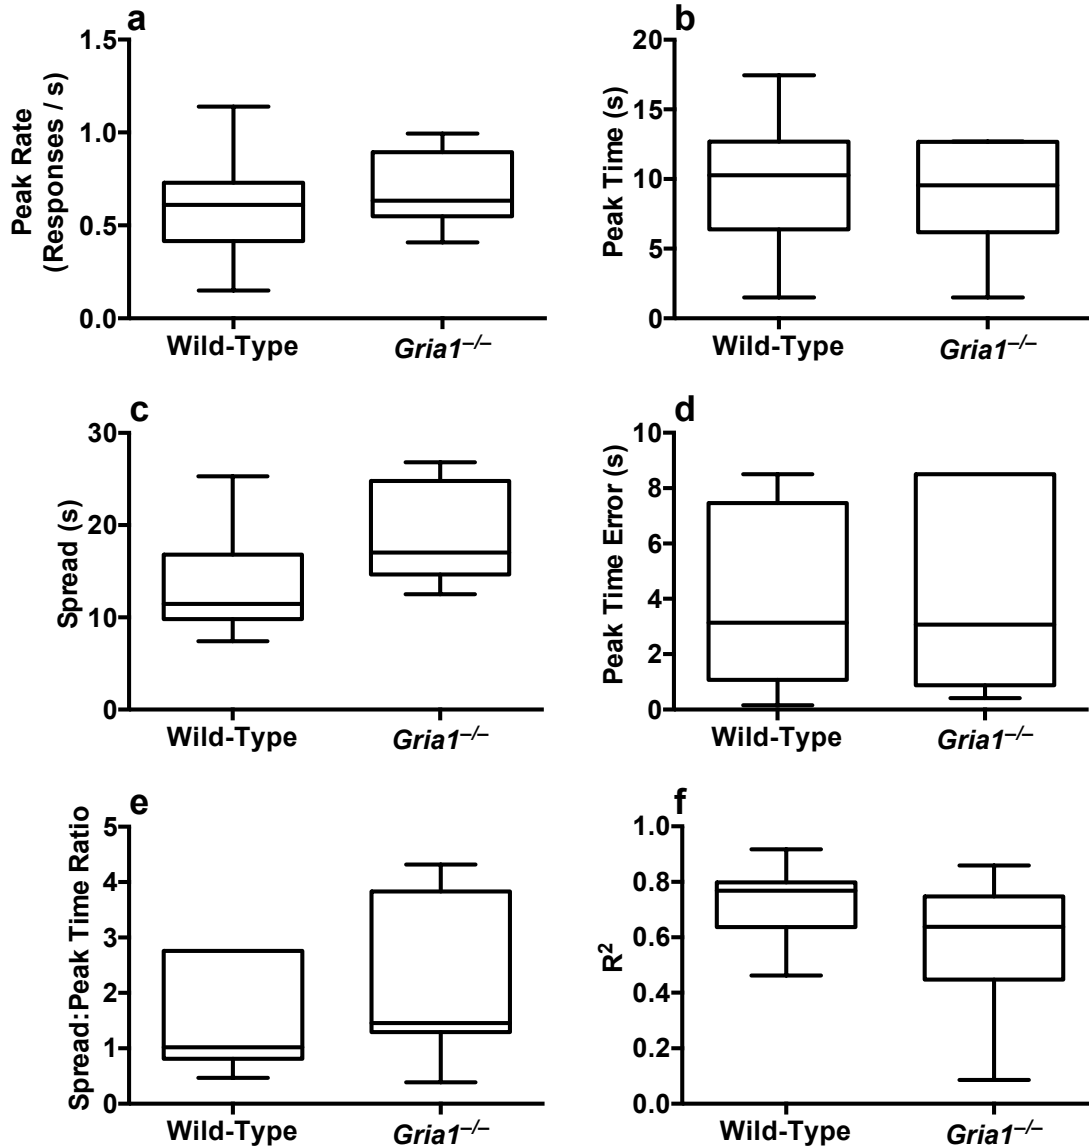 a
Peak Rate
(Responses / s)
1.5
1.0
0.5
0.0
Wild-Type
Gria1–/–
b
Peak Time (s)
20
15
10
5
0
Wild-Type
Gria1–/–
c
Spread (s)
30
20
10
0
Wild-Type
Gria1–/–
d
Peak Time Error (s)
10
8
6
4
2
0
Wild-Type
Gria1–/–
e
Spread:Peak Time Ratio
5
4
3
2
1
0
Wild-Type
Gria1–/–
f
R2
1.0
0.8
0.6
0.4
0.2
0.0
Wild-Type
Gria1–/–